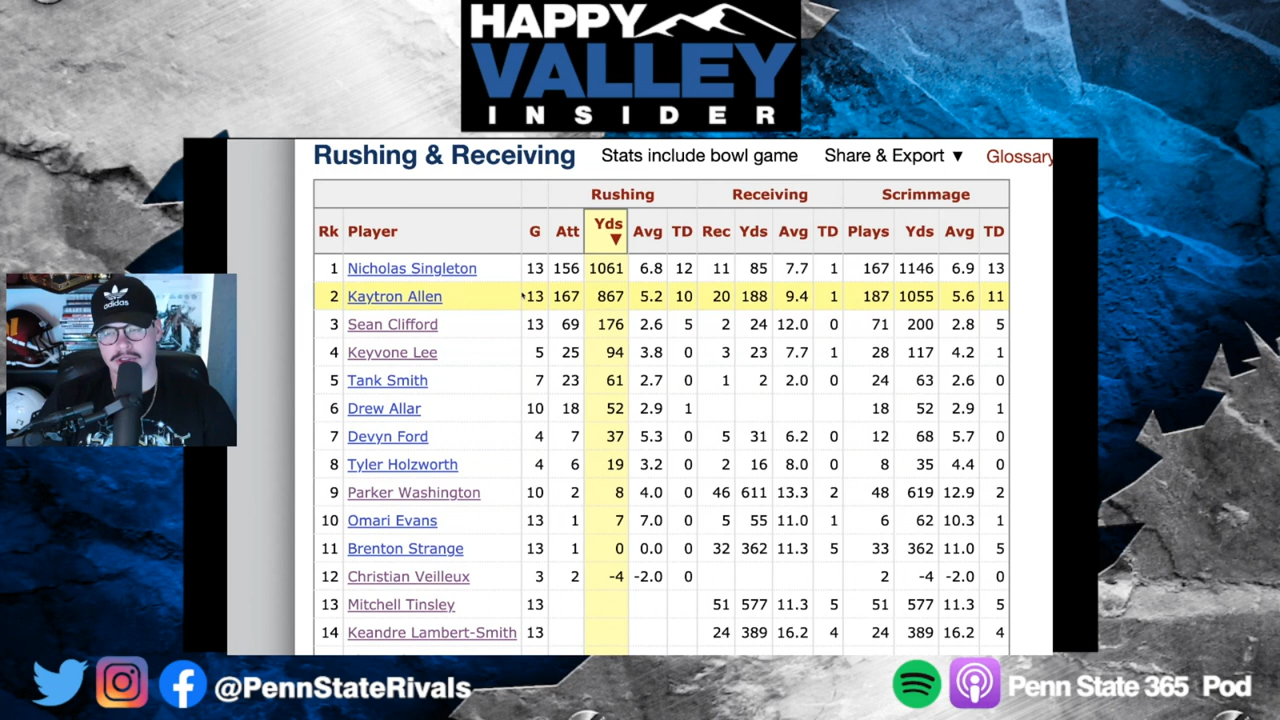 HAPPY
VALLEY
INSIDER
Rushing & Receiving Stats include bowl game Share & Export ▼ Glossary
Rushing Receiving Scrimmage
Rk Player G Att Yds ▼ Avg TD Rec Yds Avg TD Plays Yds Avg TD
1 Nicholas Singleton 13 156 1061 6.8 12 11 85 7.7 1 167 1146 6.9 13
2 Kaytron Allen 13 167 867 5.2 10 20 188 9.4 1 187 1055 5.6 11
3 Sean Clifford 13 69 176 2.6 5 2 24 12.0 0 71 200 2.8 5
4 Keyvone Lee 5 25 94 3.8 0 3 23 7.7 1 28 117 4.2 1
5 Tank Smith 7 23 61 2.7 0 1 2 2.0 0 24 63 2.6 0
6 Drew Allar 10 18 52 2.9 1 18 52 2.9 1
7 Devyn Ford 4 7 37 5.3 0 5 31 6.2 0 12 68 5.7 0
8 Tyler Holzworth 4 6 19 3.2 0 2 16 8.0 0 8 35 4.4 0
9 Parker Washington 10 2 8 4.0 0 46 611 13.3 2 48 619 12.9 2
10 Omari Evans 13 1 7 7.0 0 5 55 11.0 1 6 62 10.3 1
11 Brenton Strange 13 1 0 0.0 0 32 362 11.3 5 33 362 11.0 5
12 Christian Veilleux 3 2 -4 -2.0 0 2 -4 -2.0 0
13 Mitchell Tinsley 13 51 577 11.3 5 51 577 11.3 5
14 Keandre Lambert-Smith 13 24 389 16.2 4 24 389 16.2 4
adidas
@PennStateRivals
Penn State 365 Pod